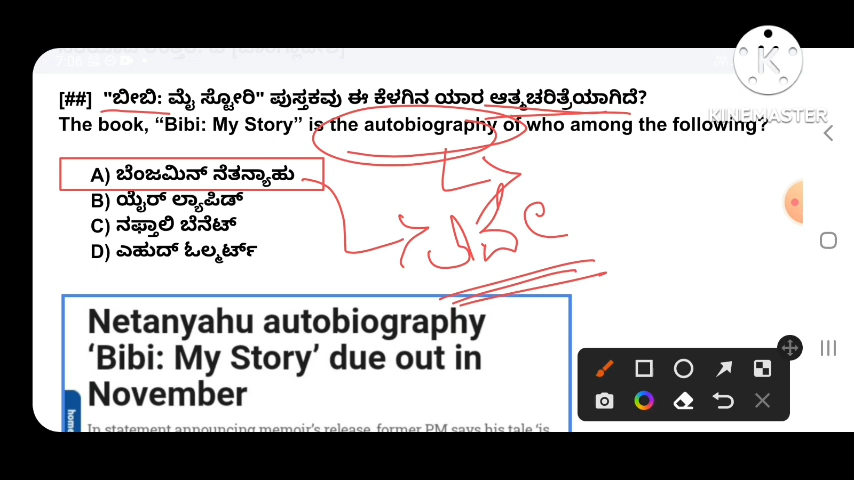 [##] "ಬೀಬಿ: ಮೈ ಸ್ಟೋರಿ" ಪುಸ್ತಕವು ಈ ಕೆಳಗಿನ ಯಾರ ಆತ್ಮಚರಿತ್ರೆಯಾಗಿದೆ?
The book, “Bibi: My Story” is the autobiography of who among the following?
KINEMASTER
A) ಬೆಂಜಮಿನ್ ನೆತನ್ಯಾಹು
B) ಯೈರ್ ಲ್ಯಾಪಿಡ್
C) ನಫ್ತಾಲಿ ಬೆನೆಟ್
D) ಎಹುದ್ ಓಲ್ಮರ್ಟ್
Netanyahu autobiography
‘Bibi: My Story’ due out in
November
In statement announcing memoir's release, former PM says his tale ‘is
home